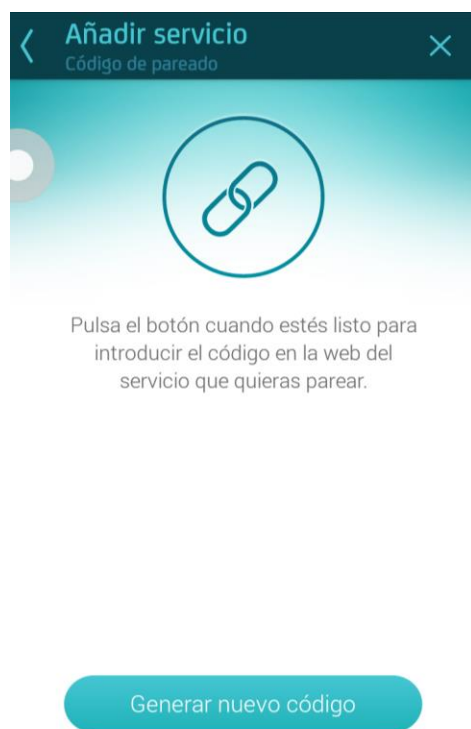 Añadir servicio
Código de pareado
Pulsa el botón cuando estés listo para
introducir el código en la web del
servicio que quieras parear.
Generar nuevo código